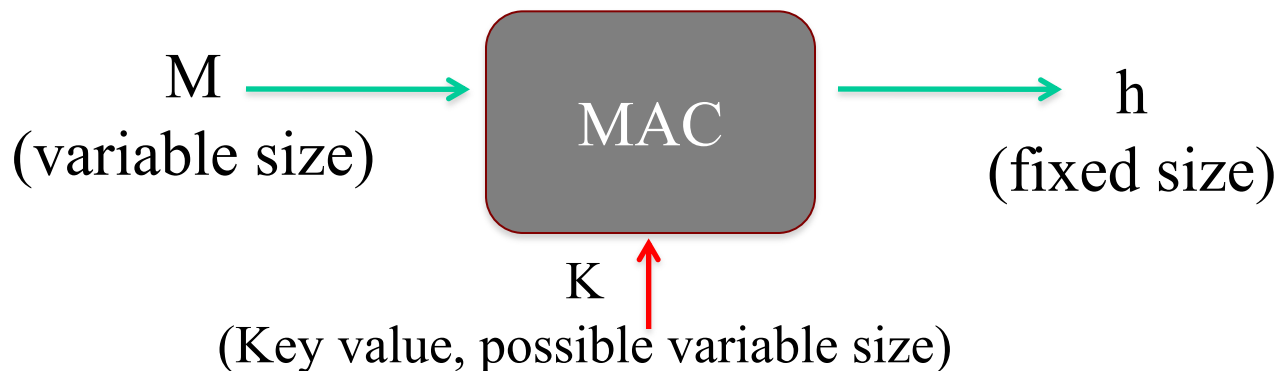 M
(variable size)
MAC
h
(fixed size)
K
(Key value, possible variable size)